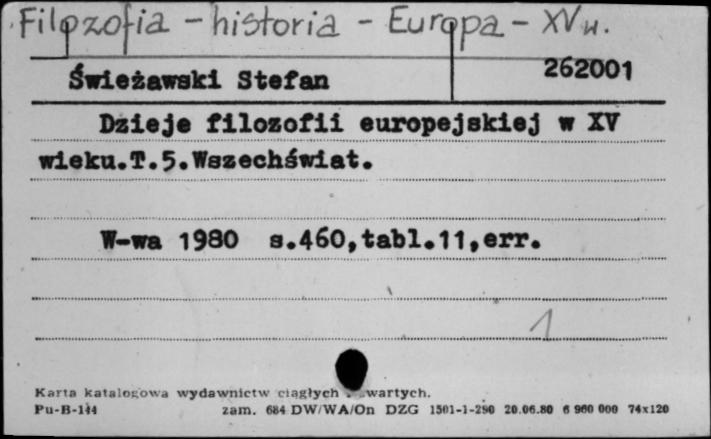 Filozofia - historia - Europa - XV w.
Świeżawski Stefan 262001
Dzieje filozofii europejskiej w XV
wieku.T.5.Wszechświat.
W-wa 1980 s.460,tabl.11,err.
1
Karta katalogowa wydawnictw ciągłych wartych.
Pu-B-144 zam. 684 DW/WA/On DZG 1501-1-250 20.06.80 6 960 000 74x120